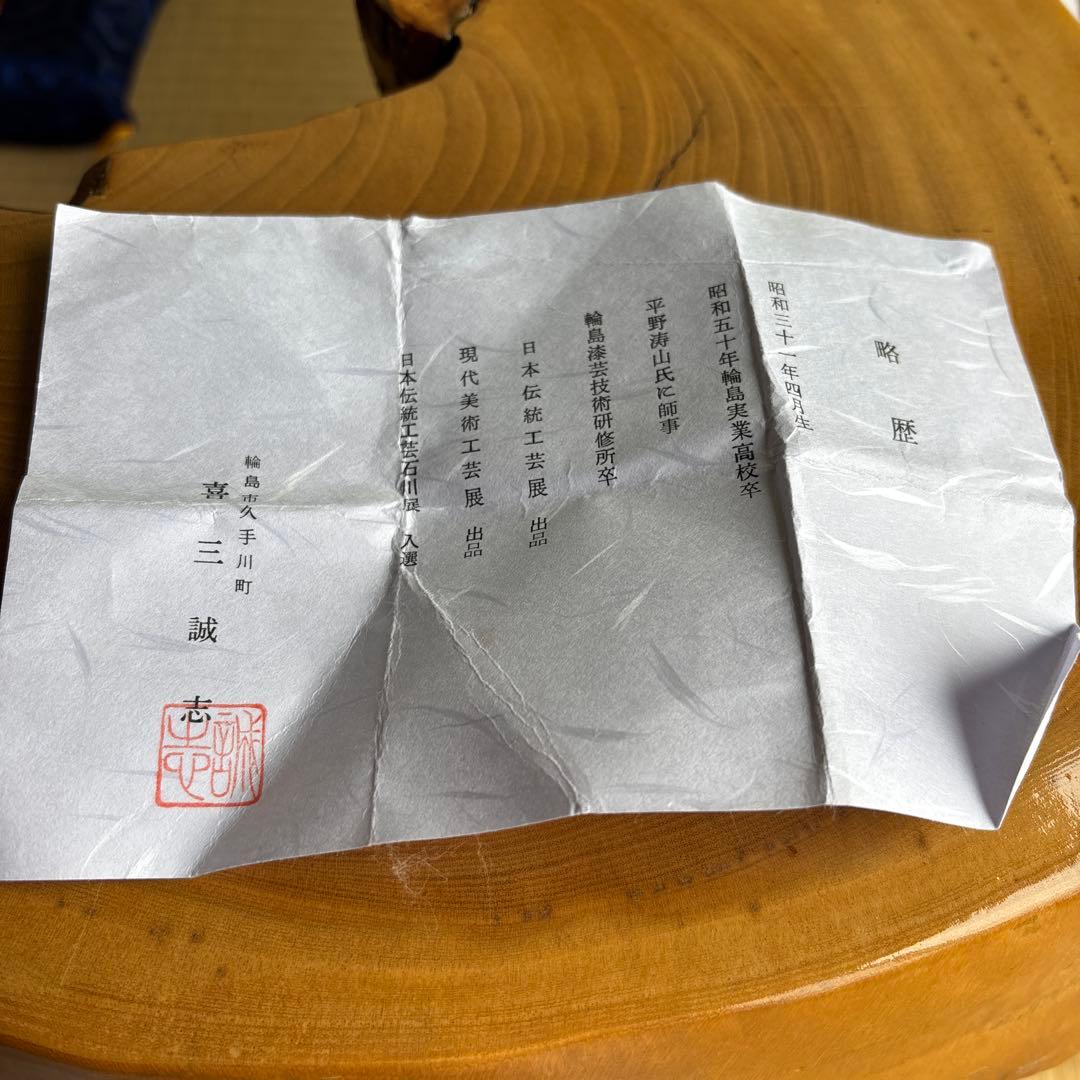 略歴
昭和三十一年四月生
昭和五十年輪島実業高校卒
平野涛山氏に師事
輪島漆芸技術研修所卒
日本伝統工芸展 出品
現代美術工芸展 出品
日本伝統工芸石川展 入選
輪島市久手川町
喜三誠志
誠志